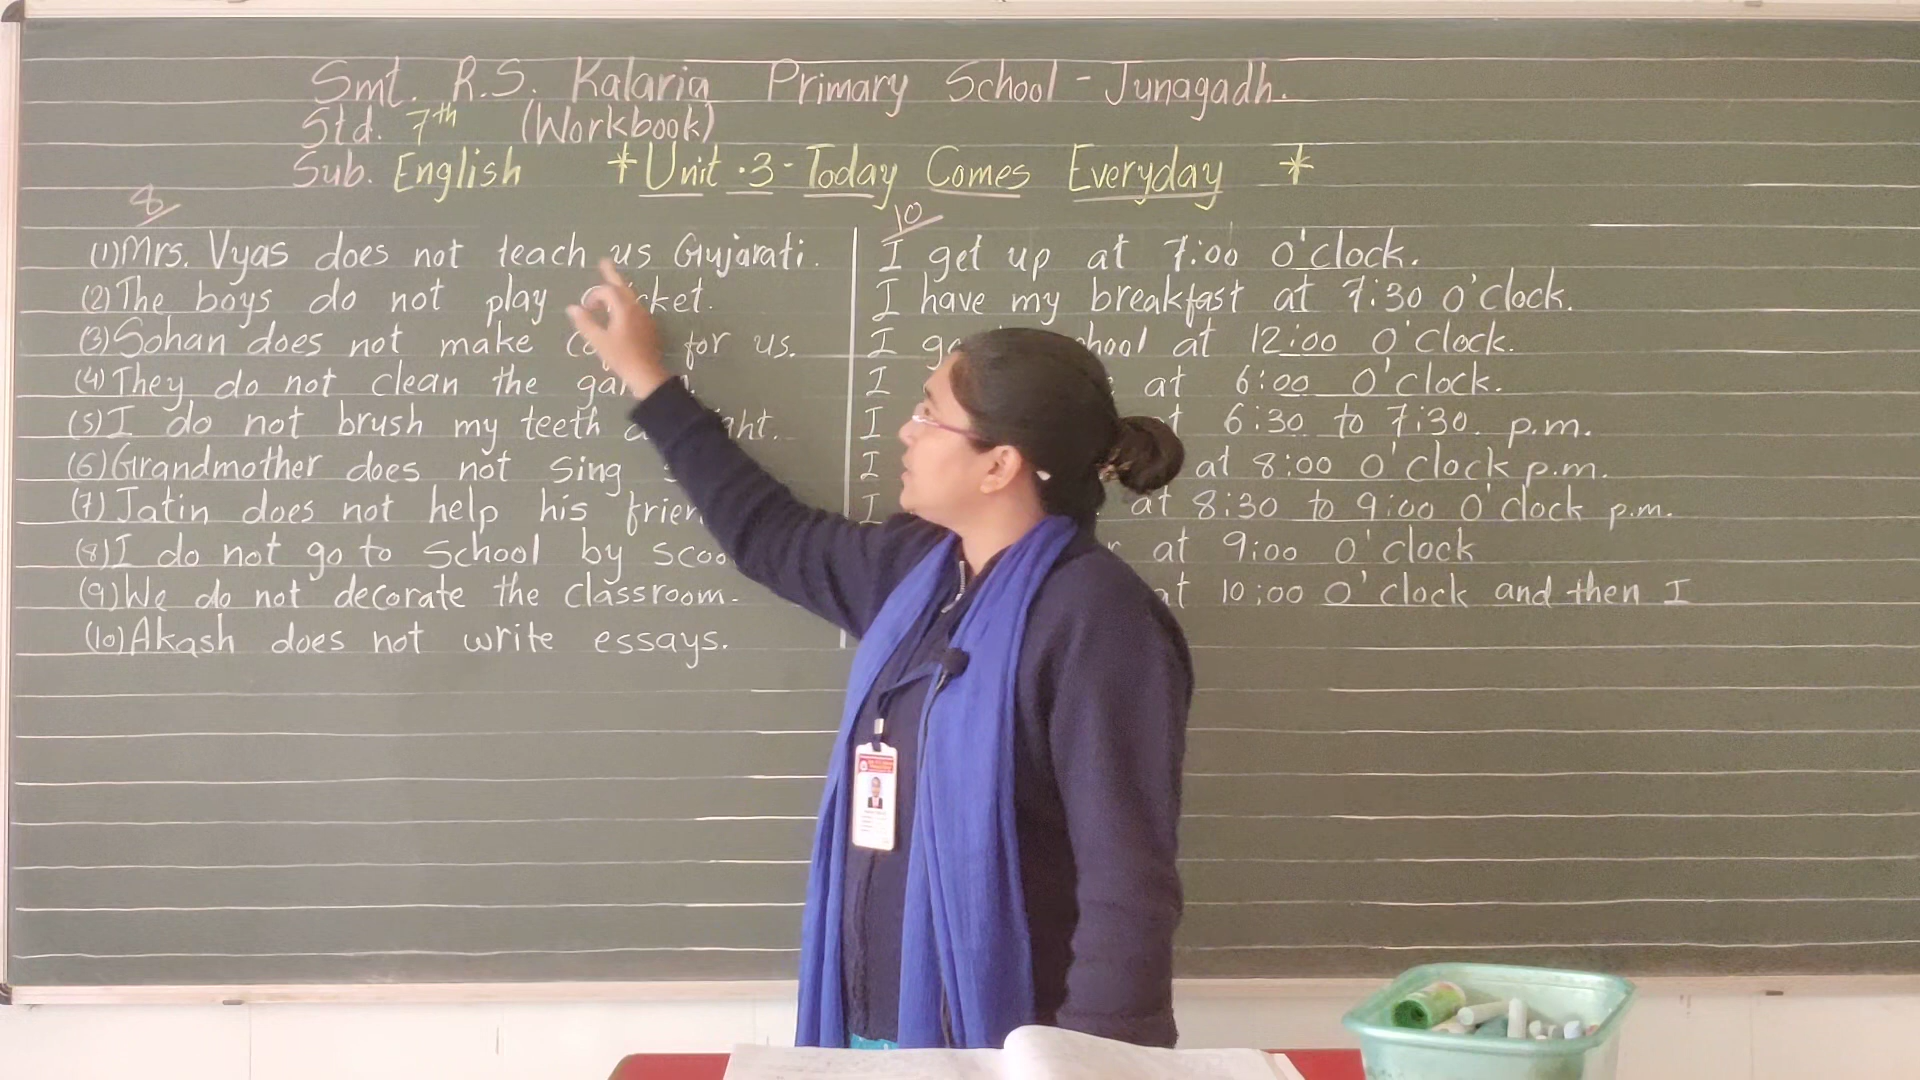 Smt. R.S. Kalaria Primary School - Junagadh.
Std. 7th (Workbook)
Sub. English * Unit.3 - Today Comes Everyday *
8
(1) Mrs. Vyas does not teach us Gujarati.
(2) The boys do not play
(3) Sohan does not make for us.
(4) They do not clean the
(5) I do not brush my teeth
(6) Grandmother does not sing
(7) Jatin does not help his
(8) I do not go to school by
(9) We do not decorate the classroom.
(10) Akash does not write essays.
10
I get up at 7:00 O'clock.
I have my breakfast at 7:30 O'clock.
I at 12:00 O'clock.
I at 6:00 O'clock.
I 6:30 to 7:30 p.m.
I at 8:00 O'clock p.m.
I at 8:30 to 9:00 O'clock p.m.
at 9:00 O'clock
10:00 O'clock and then I